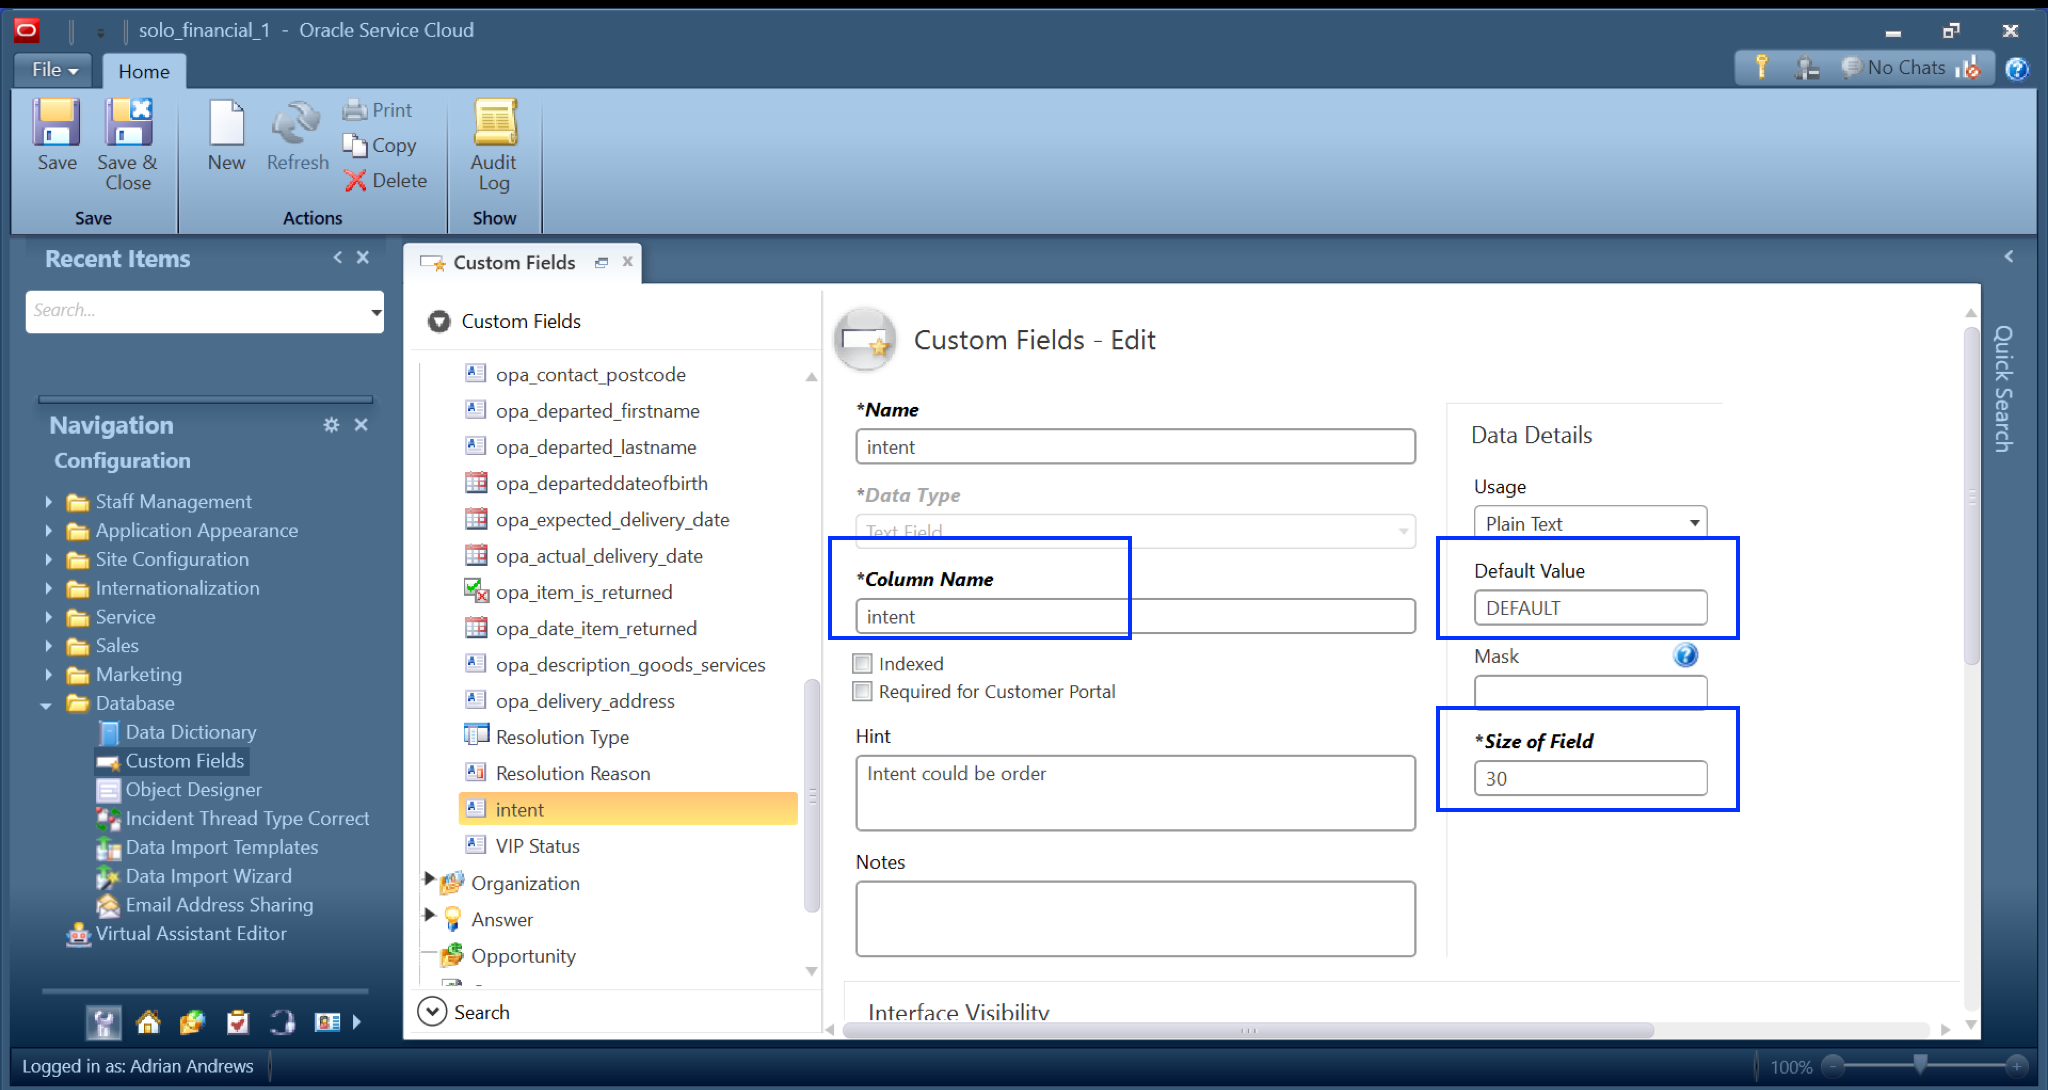 solo_financial_1 - Oracle Service Cloud
File
Home
No Chats
Save
Save & Close
New
Refresh
Print
Copy
Delete
Audit Log
Save
Actions
Show
Recent Items
Search...
Navigation
Configuration
Staff Management
Application Appearance
Site Configuration
Internationalization
Service
Sales
Marketing
Database
Data Dictionary
Custom Fields
Object Designer
Incident Thread Type Correct
Data Import Templates
Data Import Wizard
Email Address Sharing
Virtual Assistant Editor
Custom Fields
Custom Fields
opa_contact_postcode
opa_departed_firstname
opa_departed_lastname
opa_departeddateofbirth
opa_expected_delivery_date
opa_actual_delivery_date
opa_item_is_returned
opa_date_item_returned
opa_description_goods_services
opa_delivery_address
Resolution Type
Resolution Reason
intent
VIP Status
Organization
Answer
Opportunity
Search
Custom Fields - Edit
*Name
intent
*Data Type
Text Field
*Column Name
intent
Indexed
Required for Customer Portal
Hint
Intent could be order
Notes
Interface Visibility
Data Details
Usage
Plain Text
Default Value
DEFAULT
Mask
*Size of Field
30
Quick Search
Logged in as: Adrian Andrews
100%